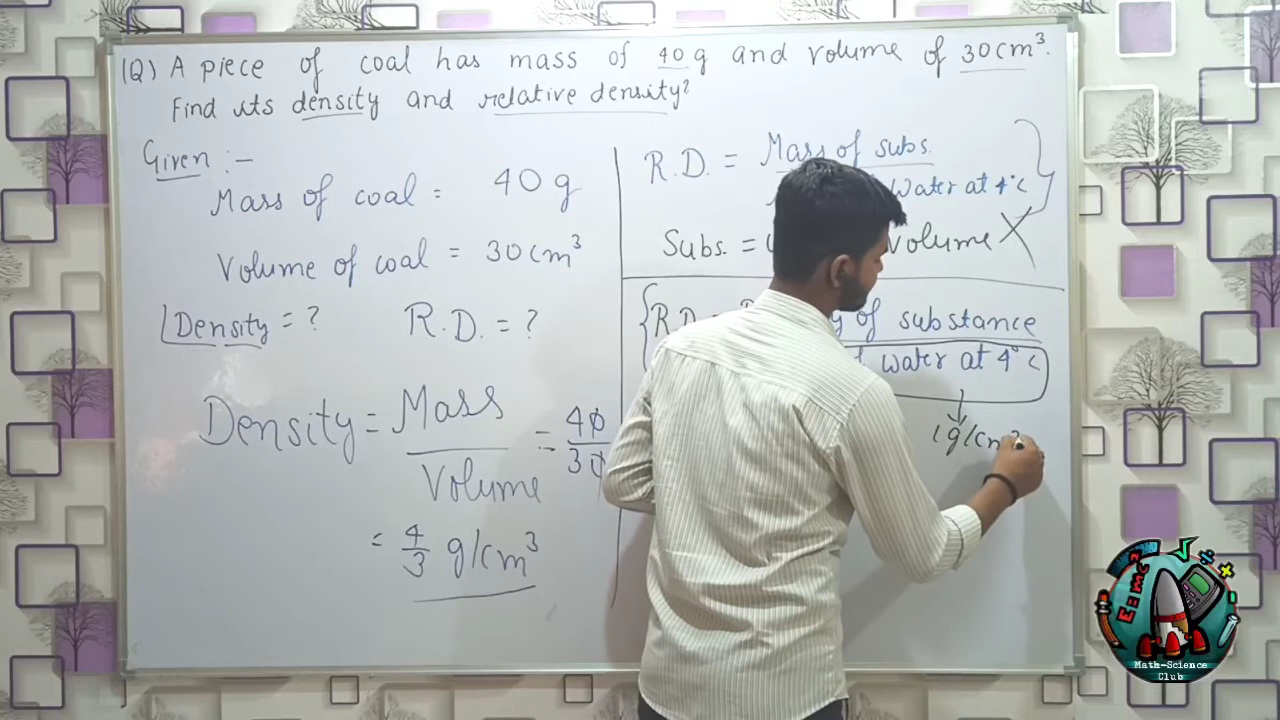 (Q) A piece of coal has mass of 40g and volume of 30cm³.
Find its density and relative density?
Given :-
Mass of coal = 40g
Volume of coal = 30cm³
Density = ? R.D. = ?
Density = Mass / Volume = 40/30
= 4/3 g/cm³
R.D. = Mass of subs.
Water at 4°C
Subs. = Volume X
R.D. of substance
water at 4°C
1g/cm
E=mc²
Math-Science
Club